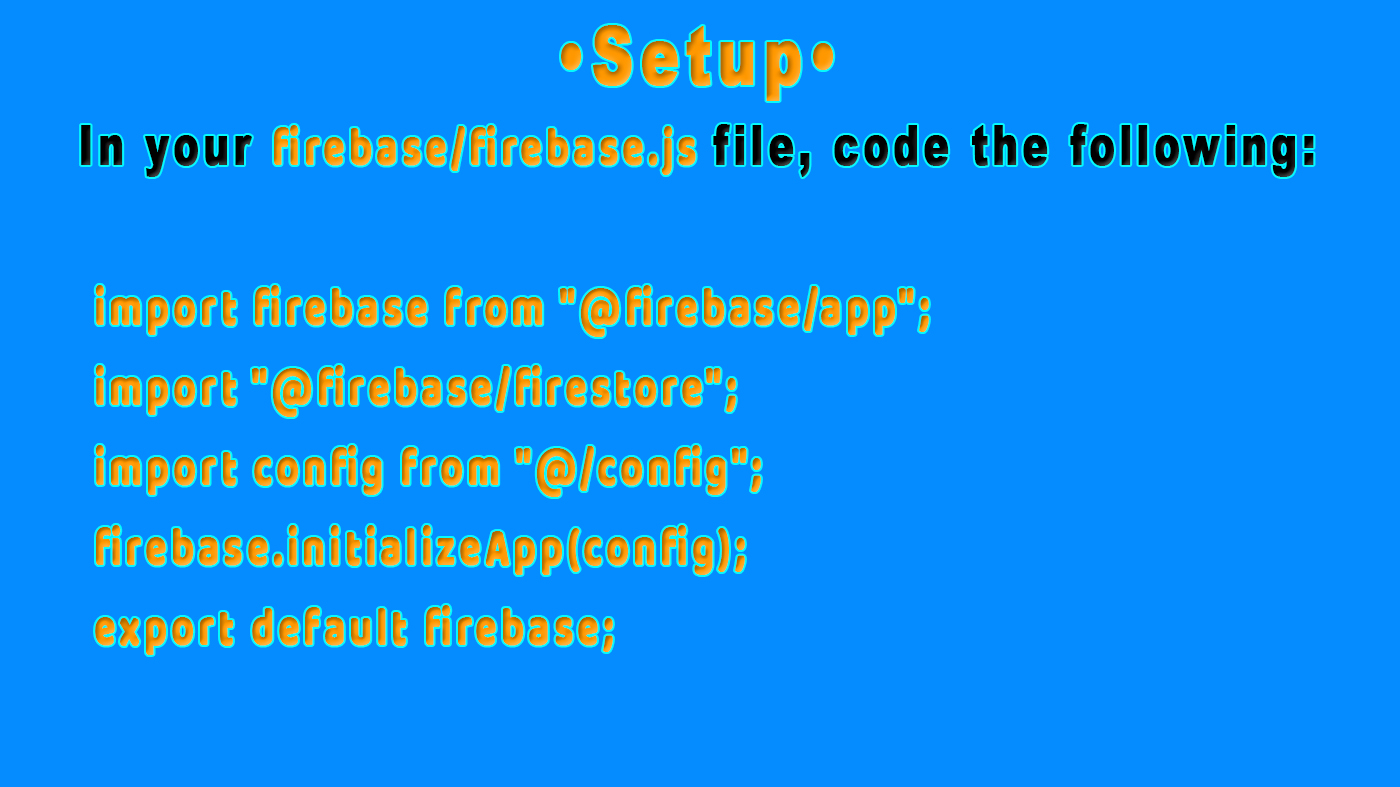 •Setup•
In your firebase/firebase.js file, code the following:
import firebase from "@firebase/app";
import "@firebase/firestore";
import config from "@/config";
firebase.initializeApp(config);
export default firebase;